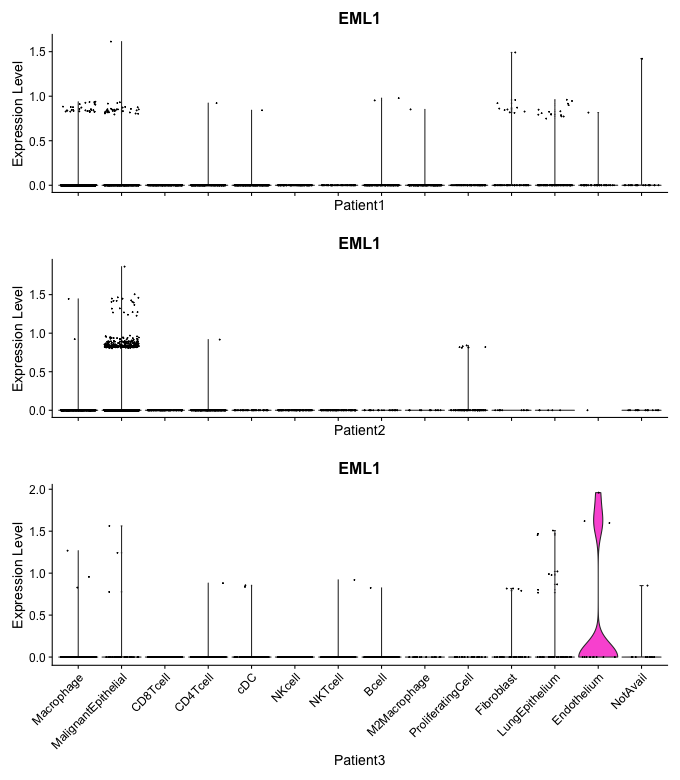 EML1
Expression Level
1.5
1.0
0.5
0.0
Patient1
EML1
Expression Level
1.5
1.0
0.5
0.0
Patient2
EML1
Expression Level
2.0
1.5
1.0
0.5
0.0
Macrophage
MalignantEpithelial
CD8Tcell
CD4Tcell
cDC
NKcell
NKTcell
Bcell
M2Macrophage
ProliferatingCell
Fibroblast
LungEpithelium
Endothelium
NotAvail
Patient3